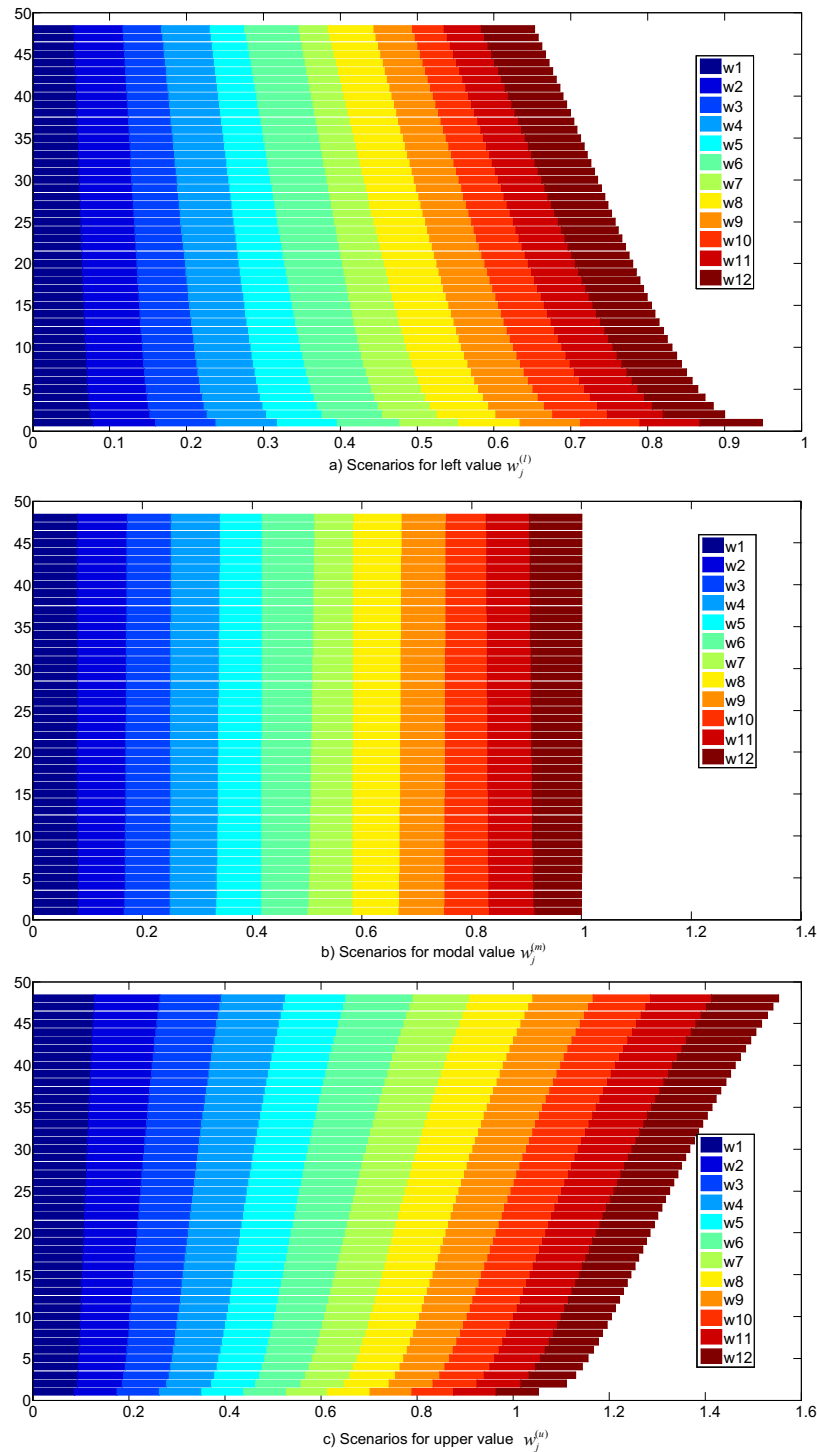 50
45
40
35
30
25
20
15
10
5
0
0 0.1 0.2 0.3 0.4 0.5 0.6 0.7 0.8 0.9 1
w1
w2
w3
w4
w5
w6
w7
w8
w9
w10
w11
w12
a) Scenarios for left value w_j^(l)
50
45
40
35
30
25
20
15
10
5
0
0 0.2 0.4 0.6 0.8 1 1.2 1.4
w1
w2
w3
w4
w5
w6
w7
w8
w9
w10
w11
w12
b) Scenarios for modal value w_j^(m)
50
45
40
35
30
25
20
15
10
5
0
0 0.2 0.4 0.6 0.8 1 1.2 1.4 1.6
w1
w2
w3
w4
w5
w6
w7
w8
w9
w10
w11
w12
c) Scenarios for upper value w_j^(u)